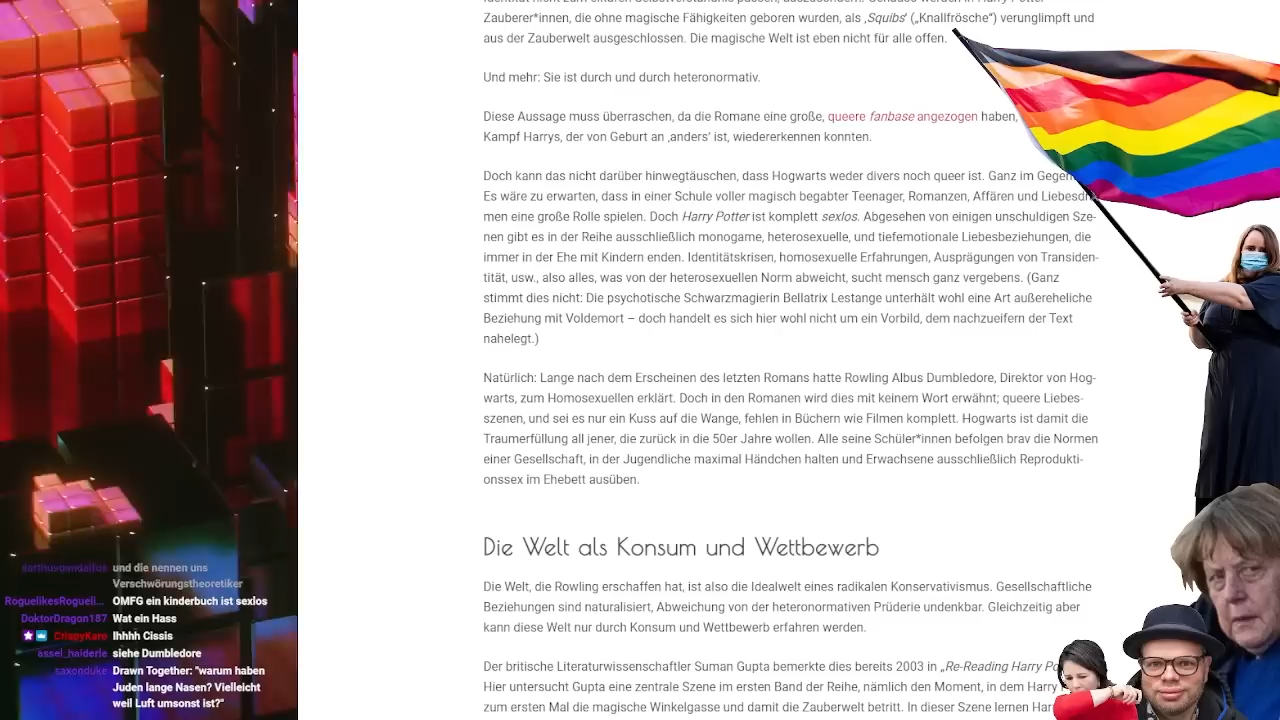 Identität nicht zum exklusiven Selbstverständnis passen, auszusondern. Genauso werden in Harry Potter
Zauberer*innen, die ohne magische Fähigkeiten geboren wurden, als ‚Squibs‘ („Knallfrösche“) verunglimpft und
aus der Zauberwelt ausgeschlossen. Die magische Welt ist eben nicht für alle offen.
Und mehr: Sie ist durch und durch heteronormativ.
Diese Aussage muss überraschen, da die Romane eine große, queere fanbase angezogen haben,
Kampf Harrys, der von Geburt an ‚anders‘ ist, wiedererkennen konnten.
Doch kann das nicht darüber hinwegtäuschen, dass Hogwarts weder divers noch queer ist. Ganz im Gegen
Es wäre zu erwarten, dass in einer Schule voller magisch begabter Teenager, Romanzen, Affären und Liebesdra-
men eine große Rolle spielen. Doch Harry Potter ist komplett sexlos. Abgesehen von einigen unschuldigen Sze-
nen gibt es in der Reihe ausschließlich monogame, heterosexuelle, und tiefemotionale Liebesbeziehungen, die
immer in der Ehe mit Kindern enden. Identitätskrisen, homosexuelle Erfahrungen, Ausprägungen von Transiden-
tität, usw., also alles, was von der heterosexuellen Norm abweicht, sucht mensch ganz vergebens. (Ganz
stimmt dies nicht: Die psychotische Schwarzmagierin Bellatrix Lestange unterhält wohl eine Art außereheliche
Beziehung mit Voldemort – doch handelt es sich hier wohl nicht um ein Vorbild, dem nachzueifern der Text
nahelegt.)
Natürlich: Lange nach dem Erscheinen des letzten Romans hatte Rowling Albus Dumbledore, Direktor von Hog-
warts, zum Homosexuellen erklärt. Doch in den Romanen wird dies mit keinem Wort erwähnt; queere Liebes-
szenen, und sei es nur ein Kuss auf die Wange, fehlen in Büchern wie Filmen komplett. Hogwarts ist damit die
Traumerfüllung all jener, die zurück in die 50er Jahre wollen. Alle seine Schüler*innen befolgen brav die Normen
einer Gesellschaft, in der Jugendliche maximal Händchen halten und Erwachsene ausschließlich Reprodukti-
onssex im Ehebett ausüben.
Die Welt als Konsum und Wettbewerb
Die Welt, die Rowling erschaffen hat, ist also die Idealwelt eines radikalen Konservativismus. Gesellschaftliche
Beziehungen sind naturalisiert, Abweichung von der heteronormativen Prüderie undenkbar. Gleichzeitig aber
kann diese Welt nur durch Konsum und Wettbewerb erfahren werden.
Der britische Literaturwissenschaftler Suman Gupta entdeckte dies bereits 2003 in „Re-Reading Harry Po
Hier untersucht Gupta eine zentrale Szene im ersten Band der Reihe, nämlich den Moment, in dem Harry
zum ersten Mal die magische Winkelgasse und damit die Zauberwelt betritt. In dieser Szene lernen Har
und die nennen uns
Verschwörungstheoretiker
RoguelikesRogueli... OMFG ein kinderbuch ist sexlos
DoktorDragon187 Wat ein Hass
CrispyKaro Ihhhh Cissis
assel_haiderle siehe Dumbledore
saxonduke Drawn Together: "warum haben
Juden lange Nasen? Vielleicht
weil Luft umsonst ist?"